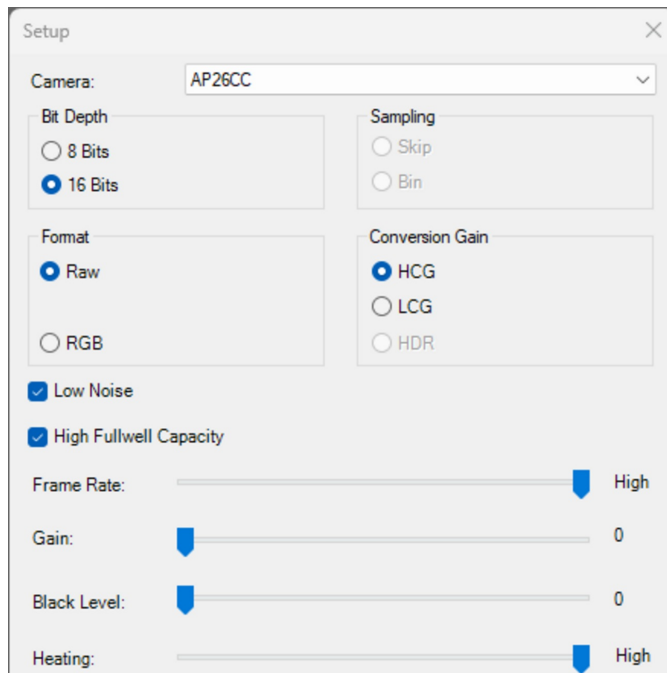 Setup
Camera: AP26CC
Bit Depth
8 Bits
16 Bits
Sampling
Skip
Bin
Format
Raw
RGB
Conversion Gain
HCG
LCG
HDR
Low Noise
High Fullwell Capacity
Frame Rate: High
Gain: 0
Black Level: 0
Heating: High